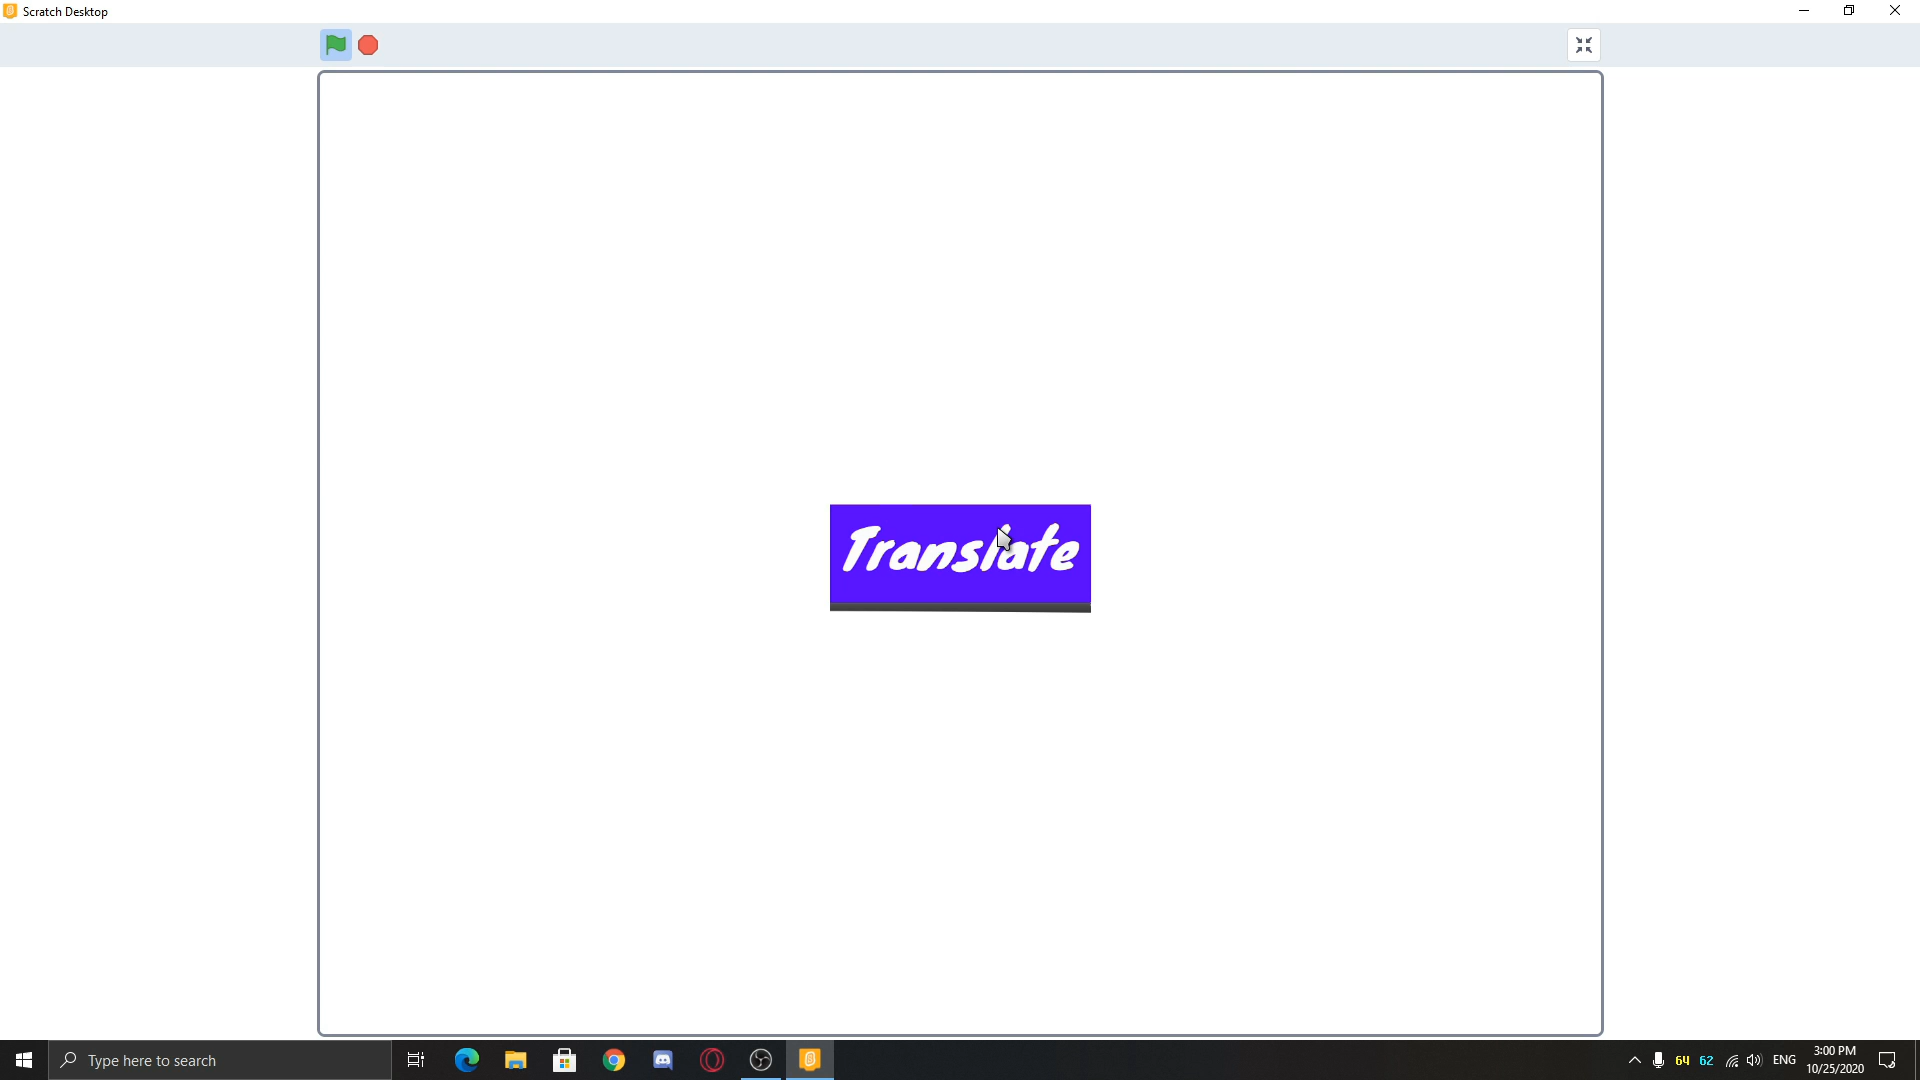 Scratch Desktop
Translate
Type here to search
64 62 ENG 3:00 PM
10/25/2020